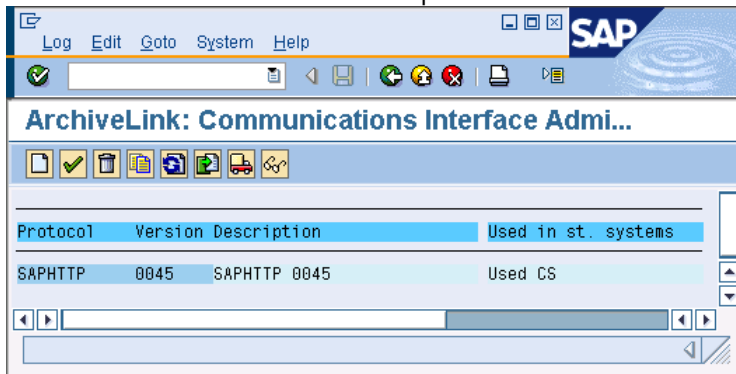 Log Edit Goto System Help
SAP
ArchiveLink: Communications Interface Admi...
Protocol Version Description Used in st. systems
SAPHTTP 0045 SAPHTTP 0045 Used CS